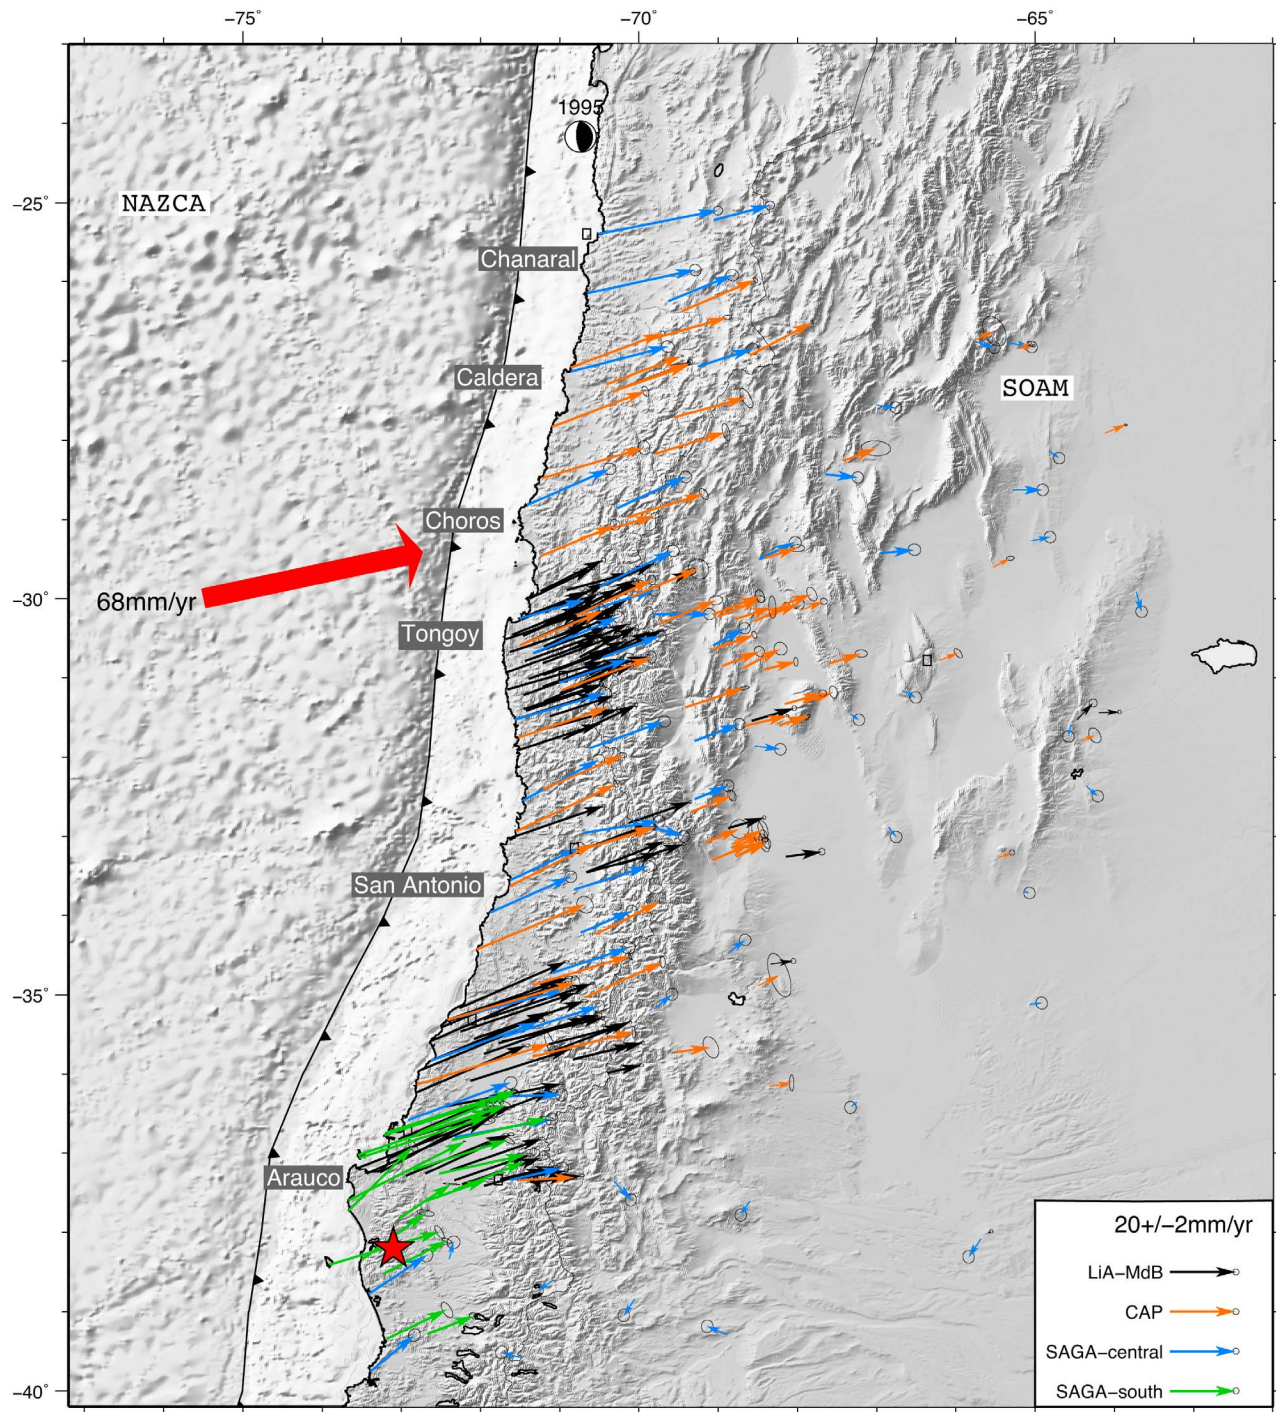 −75°
−70°
−65°
1995
−25°
NAZCA
Chanaral
Caldera
SOAM
Choros
68mm/yr
−30°
Tongoy
San Antonio
−35°
Arauco
20+/−2mm/yr
LiA−MdB
CAP
SAGA−central
SAGA−south
−40°